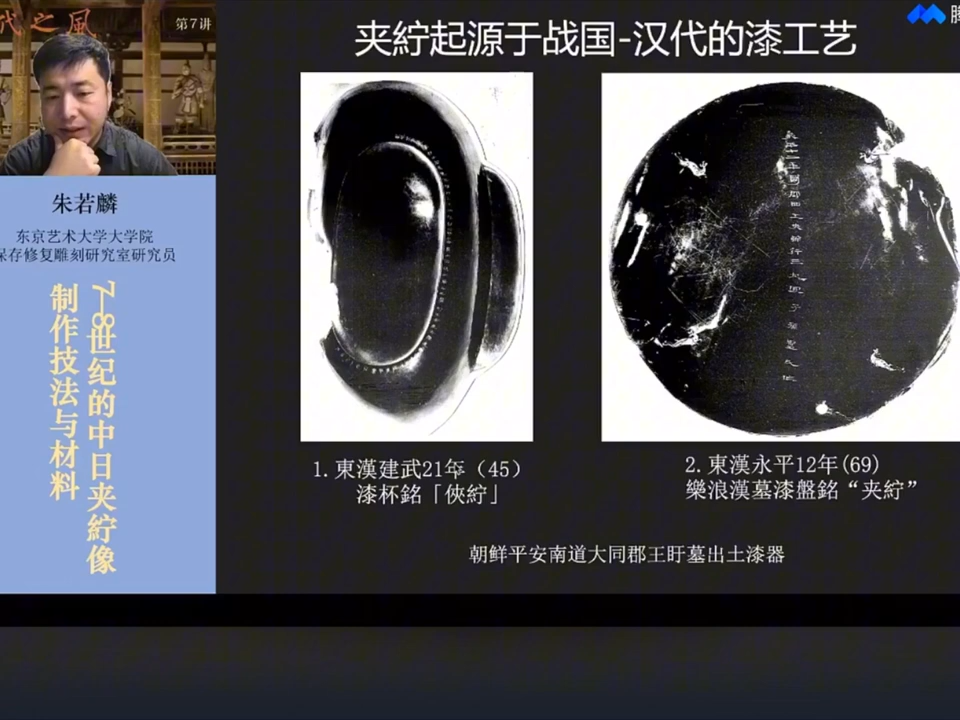 代之風
第7讲
朱若麟
东京艺术大学大学院
保存修复雕刻研究室研究员
7-8世纪的中日夹紵像
制作技法与材料
夹紵起源于战国-汉代的漆工艺
1.東漢建武21年（45）
漆杯銘「俠紵」
2.東漢永平12年(69)
樂浪漢墓漆盤銘“夹紵”
朝鲜平安南道大同郡王盱墓出土漆器